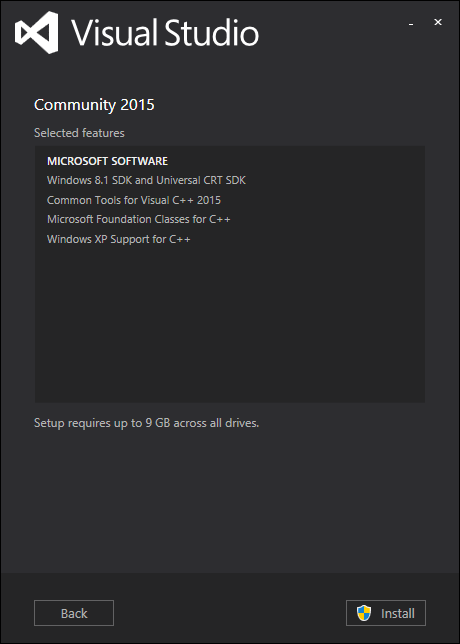 Visual Studio
Community 2015
Selected features
MICROSOFT SOFTWARE
Windows 8.1 SDK and Universal CRT SDK
Common Tools for Visual C++ 2015
Microsoft Foundation Classes for C++
Windows XP Support for C++
Setup requires up to 9 GB across all drives.
Back
Install